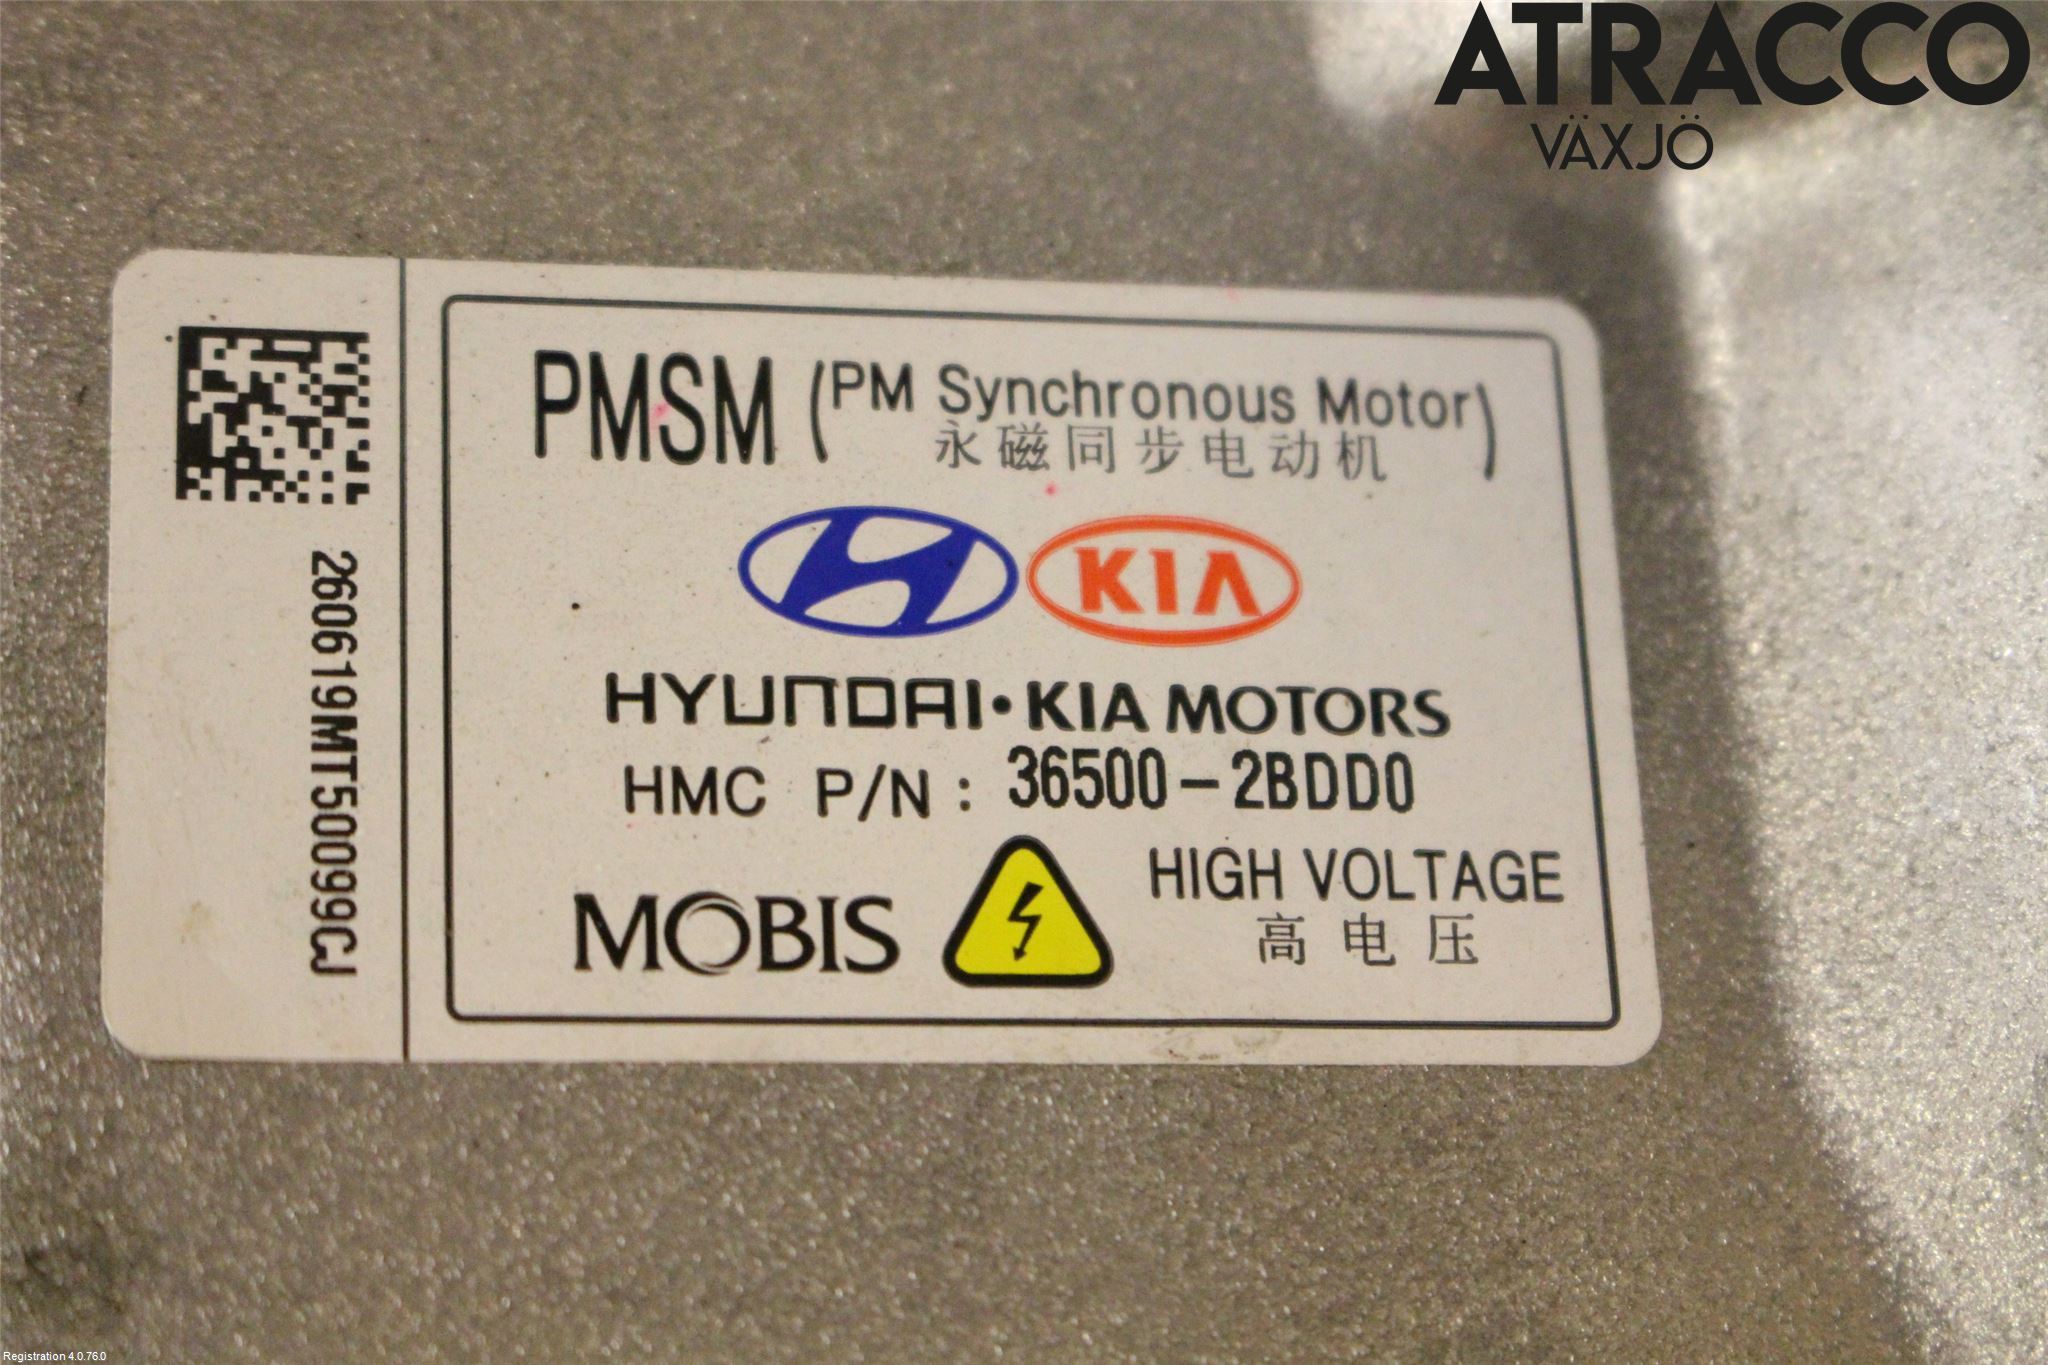 ATRACCO
VÄXJÖ
PMSM (PM Synchronous Motor)
永磁同步电动机
KIA
HYUNDAI·KIA MOTORS
HMC P/N: 36500-2BDD0
MOBIS
HIGH VOLTAGE
高电压
260619MT50099CJ
Registration 4.0.76.0